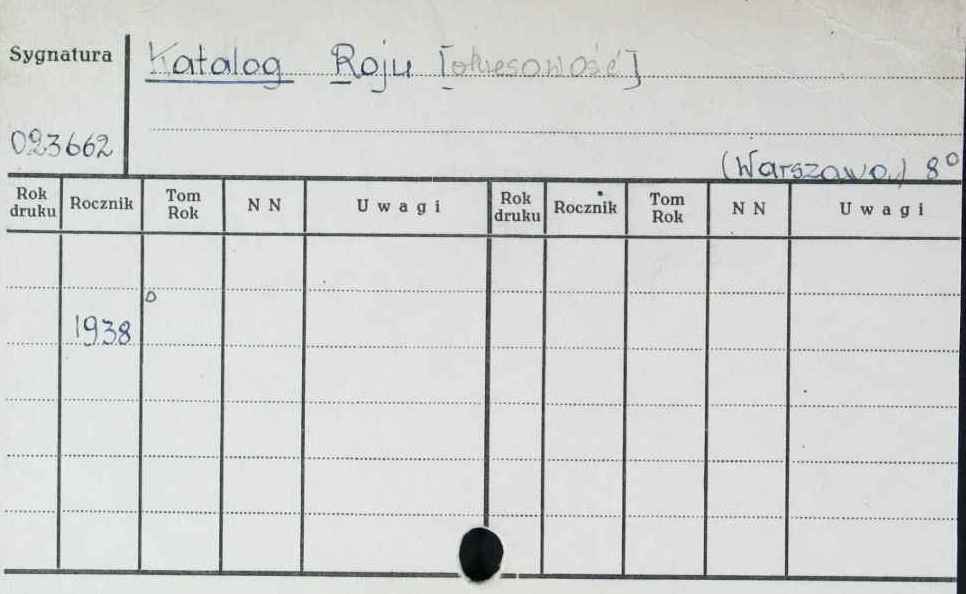 Sygnatura
Katalog Roju [okresowość]
023662
(Warszawa) 8°
Rok druku Rocznik Tom Rok N N Uwagi Rok druku Rocznik Tom Rok N N Uwagi
1938